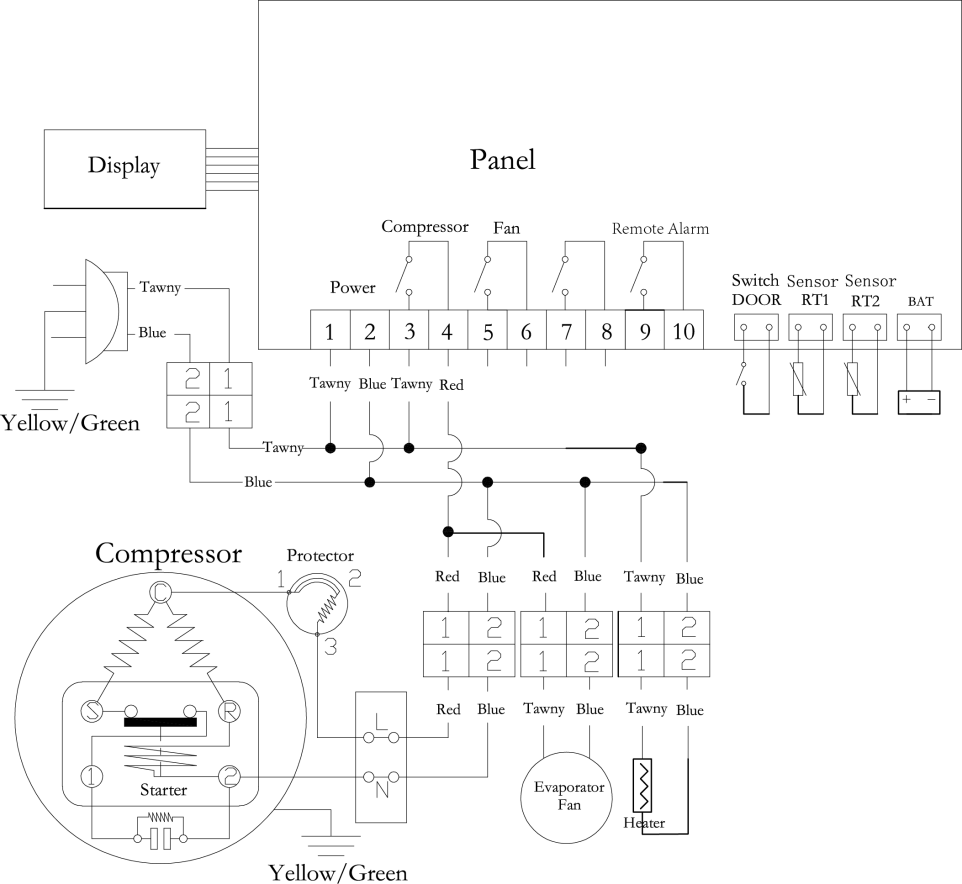 Display
Panel
Compressor Fan Remote Alarm
Power
Switch DOOR
Sensor RT1
Sensor RT2
BAT
1 2 3 4 5 6 7 8 9 10
+ −
Tawny
Blue
2 1
2 1
Yellow/Green
Tawny Blue Tawny Red
Tawny
Blue
Compressor
Protector
1 2
3
C
S R
1 2
Starter
L
N
Yellow/Green
Red Blue Red Blue Tawny Blue
1 2 1 2 1 2
1 2 1 2 1 2
Red Blue Tawny Blue Tawny Blue
Evaporator
Fan
Heater